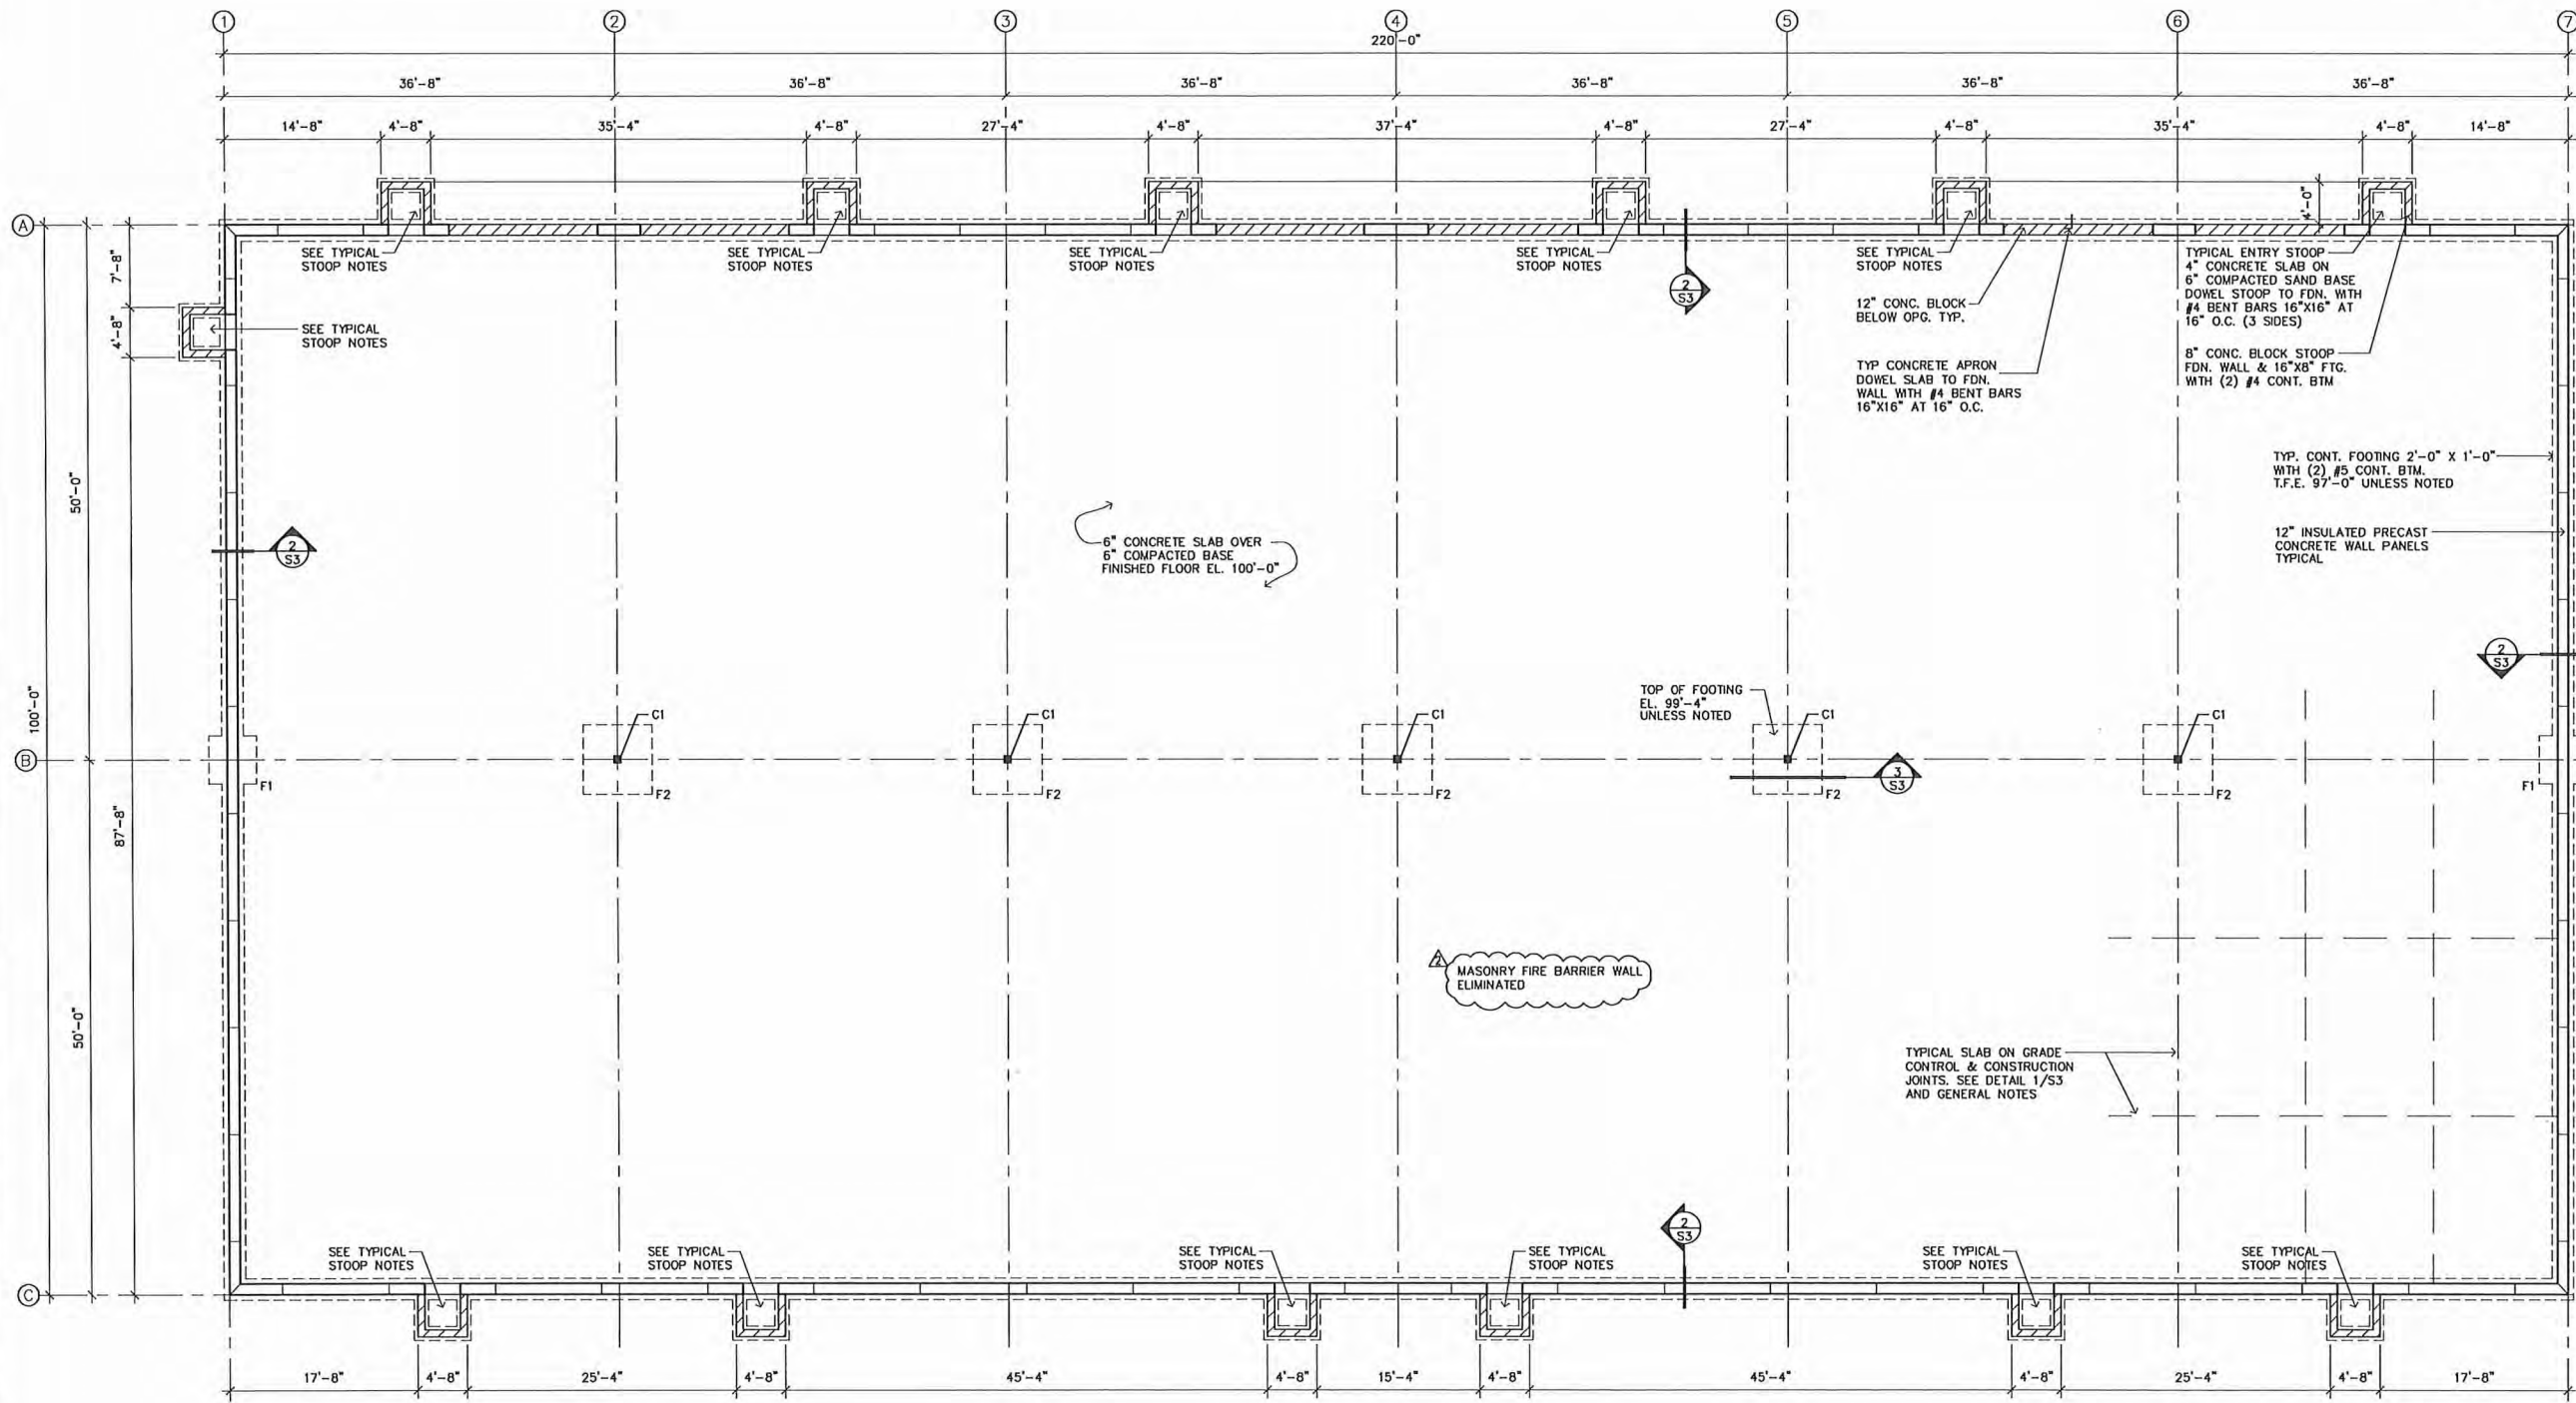 1 2 3 4 5 6 7
220'-0"
36'-8" 36'-8" 36'-8" 36'-8" 36'-8" 36'-8"
14'-8" 4'-8" 35'-4" 4'-8" 27'-4" 4'-8" 37'-4" 4'-8" 27'-4" 4'-8" 35'-4" 4'-8" 14'-8"
4'-0"
A
SEE TYPICAL
STOOP NOTES
SEE TYPICAL
STOOP NOTES
SEE TYPICAL
STOOP NOTES
SEE TYPICAL
STOOP NOTES
SEE TYPICAL
STOOP NOTES
TYPICAL ENTRY STOOP
4" CONCRETE SLAB ON
6" COMPACTED SAND BASE
DOWEL STOOP TO FDN. WITH
#4 BENT BARS 16"X16" AT
16" O.C. (3 SIDES)
7'-8"
4'-8"
SEE TYPICAL
STOOP NOTES
2
S3
12" CONC. BLOCK
BELOW OPG. TYP.
8" CONC. BLOCK STOOP
FDN. WALL & 16"X8" FTG.
WITH (2) #4 CONT. BTM
TYP CONCRETE APRON
DOWEL SLAB TO FDN.
WALL WITH #4 BENT BARS
16"X16" AT 16" O.C.
TYP. CONT. FOOTING 2'-0" X 1'-0"
WITH (2) #5 CONT. BTM.
T.F.E. 97'-0" UNLESS NOTED
50'-0"
2
S3
6" CONCRETE SLAB OVER
6" COMPACTED BASE
FINISHED FLOOR EL. 100'-0"
12" INSULATED PRECAST
CONCRETE WALL PANELS
TYPICAL
2
S3
100'-0"
TOP OF FOOTING
EL. 99'-4"
UNLESS NOTED
C1 C1 C1 C1 C1
B
3
S3
F1 F2 F2 F2 F2 F2 F1
87'-8"
2
MASONRY FIRE BARRIER WALL
ELIMINATED
50'-0"
TYPICAL SLAB ON GRADE
CONTROL & CONSTRUCTION
JOINTS. SEE DETAIL 1/S3
AND GENERAL NOTES
2
S3
SEE TYPICAL
STOOP NOTES
SEE TYPICAL
STOOP NOTES
SEE TYPICAL
STOOP NOTES
SEE TYPICAL
STOOP NOTES
SEE TYPICAL
STOOP NOTES
SEE TYPICAL
STOOP NOTES
C
17'-8" 4'-8" 25'-4" 4'-8" 45'-4" 4'-8" 15'-4" 4'-8" 45'-4" 4'-8" 25'-4" 4'-8" 17'-8"